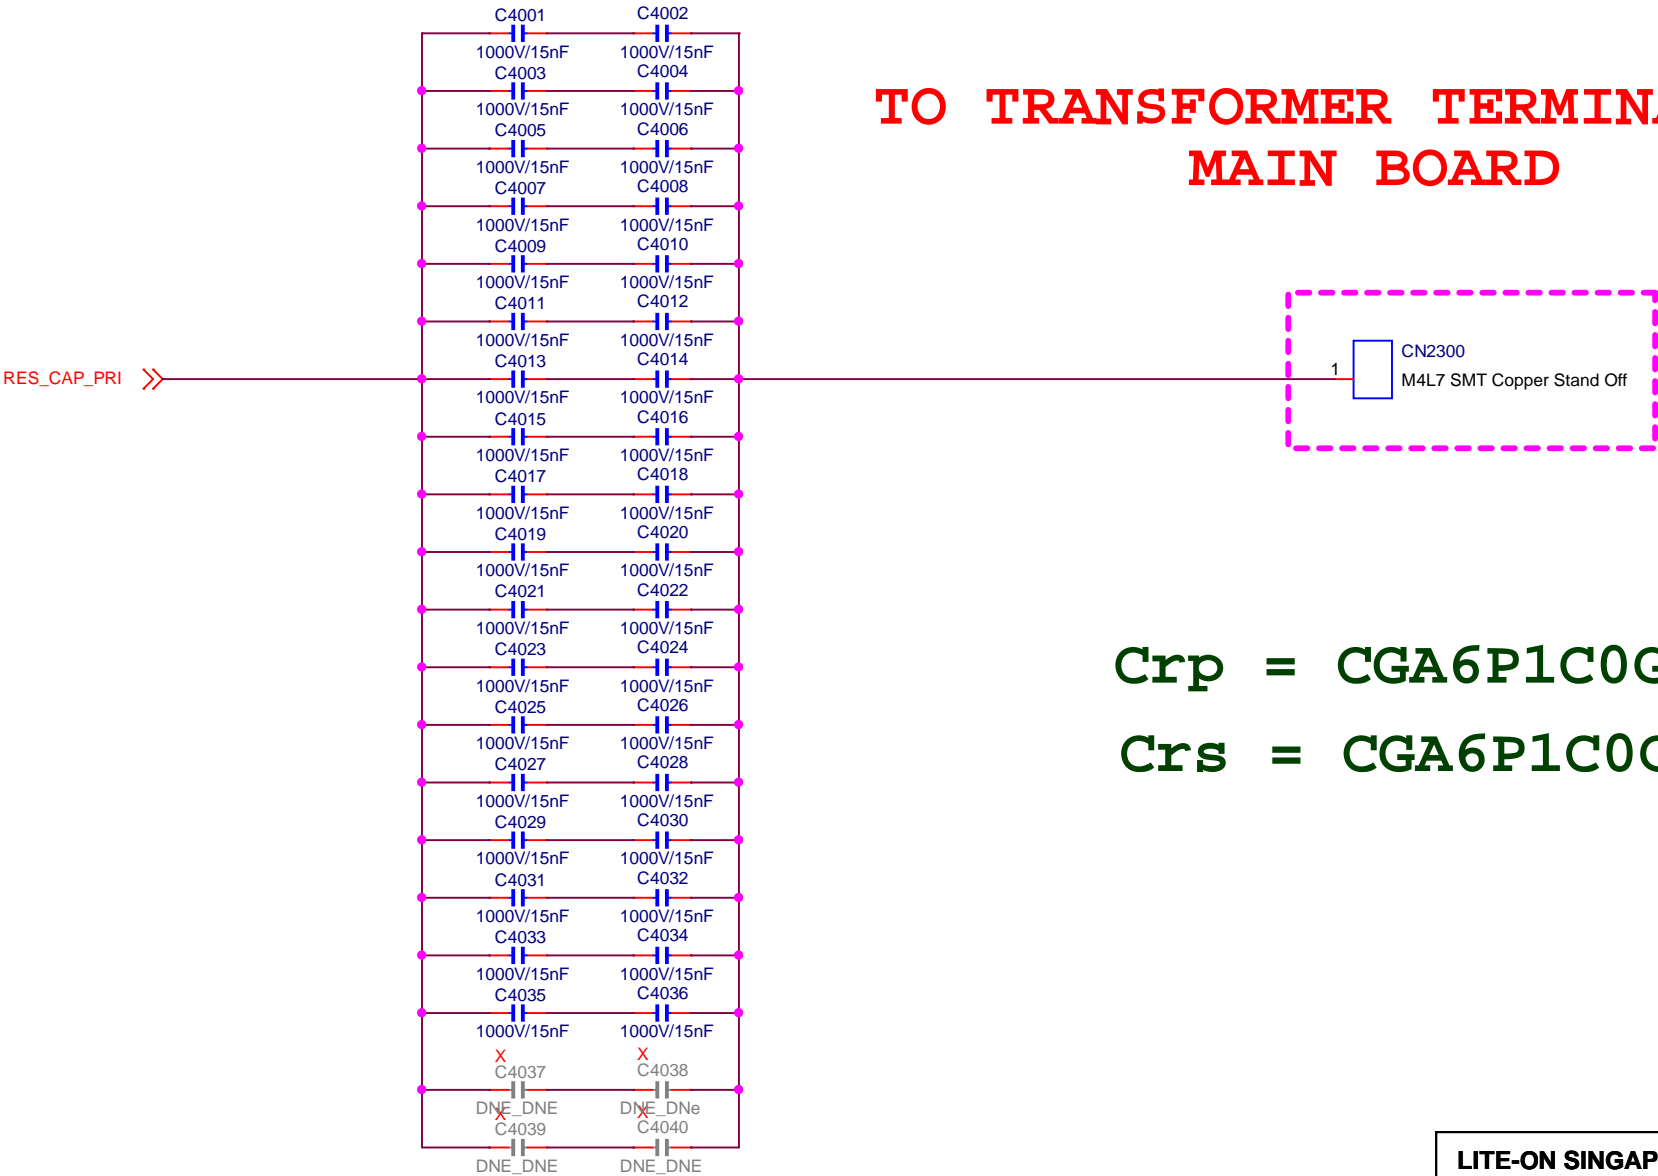 C4001 C4002
1000V/15nF 1000V/15nF
C4003 C4004
1000V/15nF 1000V/15nF
C4005 C4006
1000V/15nF 1000V/15nF
C4007 C4008
1000V/15nF 1000V/15nF
C4009 C4010
1000V/15nF 1000V/15nF
C4011 C4012
1000V/15nF 1000V/15nF
C4013 C4014
1000V/15nF 1000V/15nF
C4015 C4016
1000V/15nF 1000V/15nF
C4017 C4018
1000V/15nF 1000V/15nF
C4019 C4020
1000V/15nF 1000V/15nF
C4021 C4022
1000V/15nF 1000V/15nF
C4023 C4024
1000V/15nF 1000V/15nF
C4025 C4026
1000V/15nF 1000V/15nF
C4027 C4028
1000V/15nF 1000V/15nF
C4029 C4030
1000V/15nF 1000V/15nF
C4031 C4032
1000V/15nF 1000V/15nF
C4033 C4034
1000V/15nF 1000V/15nF
C4035 C4036
1000V/15nF 1000V/15nF
X X
C4037 C4038
DNE_DNE DNE_DNe
X X
C4039 C4040
DNE_DNE DNE_DNE
RES_CAP_PRI
TO TRANSFORMER TERMINA
MAIN BOARD
1
CN2300
M4L7 SMT Copper Stand Off
Crp = CGA6P1C0G
Crs = CGA6P1C0G
LITE-ON SINGAP